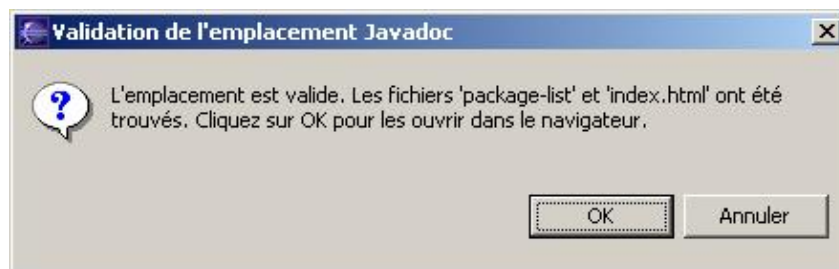 Validation de l'emplacement Javadoc
L'emplacement est valide. Les fichiers 'package-list' et 'index.html' ont été
trouvés. Cliquez sur OK pour les ouvrir dans le navigateur.
OK Annuler